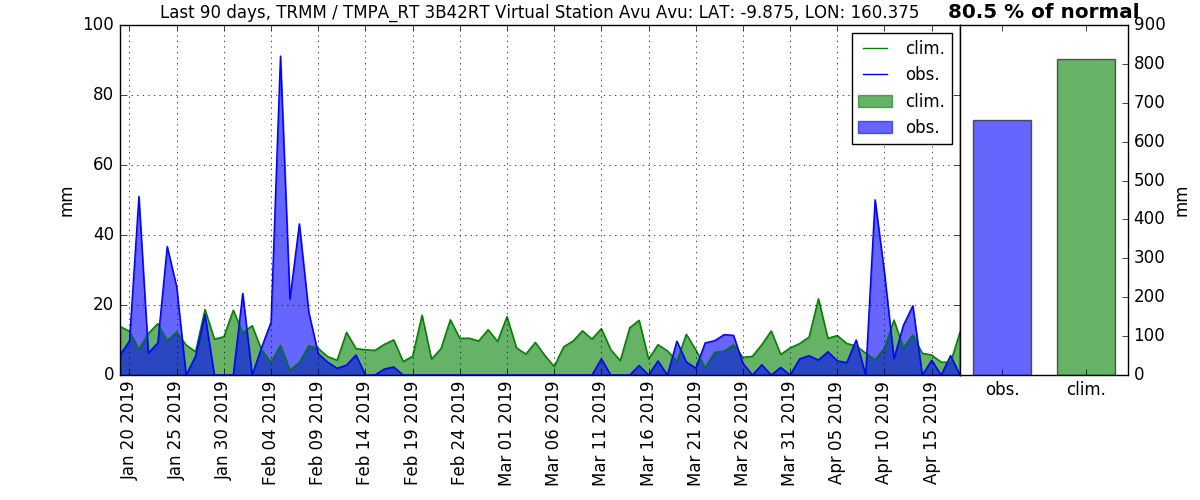 Last 90 days, TRMM / TMPA_RT 3B42RT Virtual Station Avu Avu: LAT: -9.875, LON: 160.375
80.5 % of normal
100
80
60
40
20
0
mm
clim.
obs.
clim.
obs.
900
800
700
600
500
400
300
200
100
0
mm
obs.
clim.
Jan 20 2019
Jan 25 2019
Jan 30 2019
Feb 04 2019
Feb 09 2019
Feb 14 2019
Feb 19 2019
Feb 24 2019
Mar 01 2019
Mar 06 2019
Mar 11 2019
Mar 16 2019
Mar 21 2019
Mar 26 2019
Mar 31 2019
Apr 05 2019
Apr 10 2019
Apr 15 2019